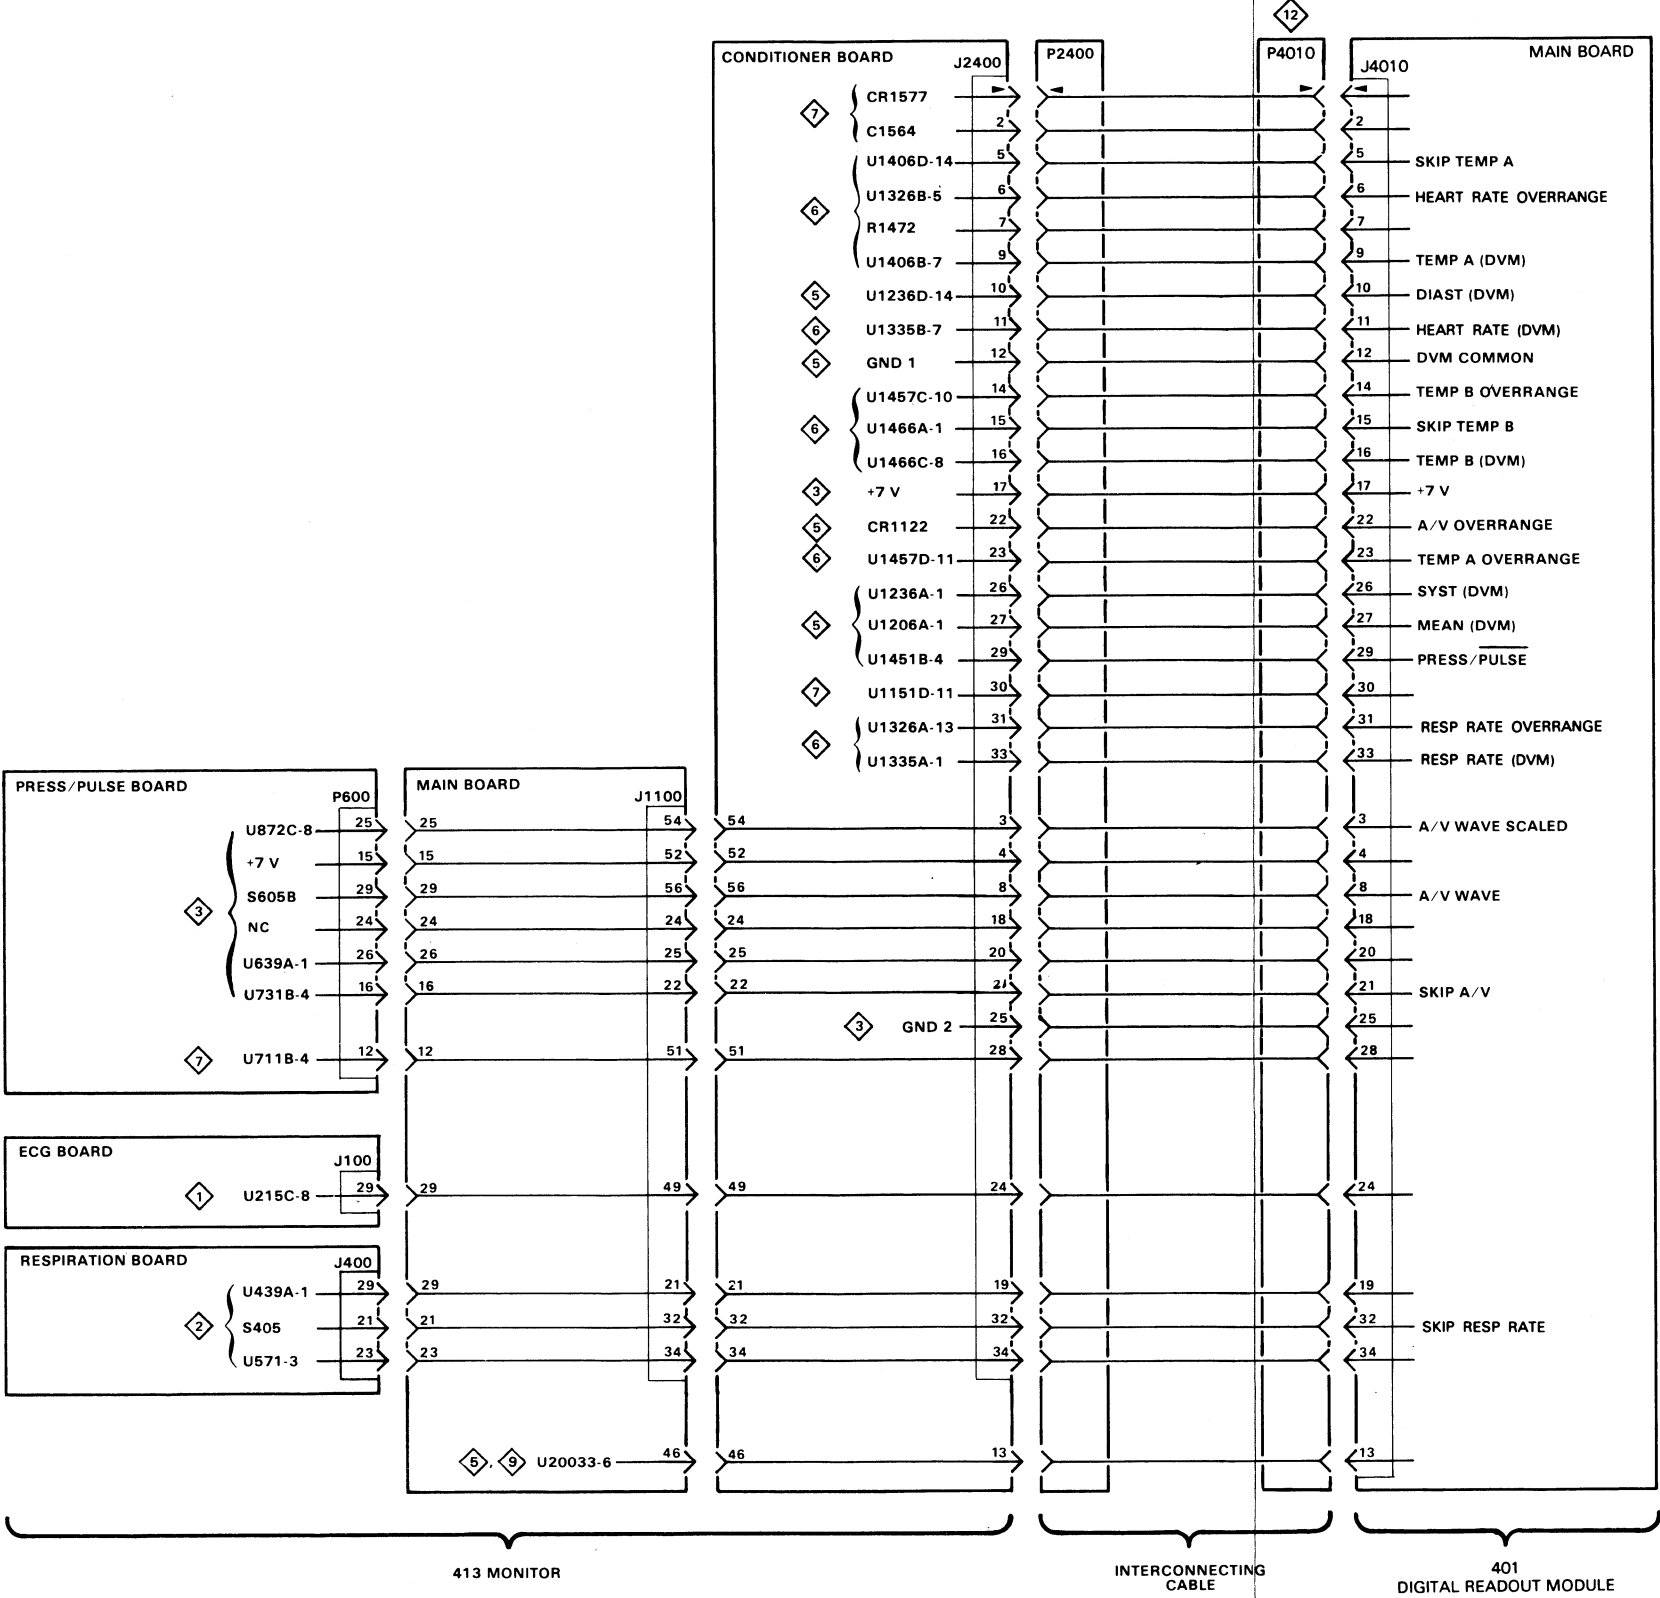 12
CONDITIONER BOARD
J2400
P2400
P4010
J4010
MAIN BOARD
7
CR1577
C1564 2 2
6
U1406D-14 5 5 SKIP TEMP A
U1326B-5 6 6 HEART RATE OVERRANGE
R1472 7 7
U1406B-7 9 9 TEMP A (DVM)
5 U1236D-14 10 10 DIAST (DVM)
6 U1335B-7 11 11 HEART RATE (DVM)
5 GND 1 12 12 DVM COMMON
6
U1457C-10 14 14 TEMP B OVERRANGE
U1466A-1 15 15 SKIP TEMP B
U1466C-8 16 16 TEMP B (DVM)
3 +7 V 17 17 +7 V
5 CR1122 22 22 A/V OVERRANGE
6 U1457D-11 23 23 TEMP A OVERRANGE
5
U1236A-1 26 26 SYST (DVM)
U1206A-1 27 27 MEAN (DVM)
U1451B-4 29 29 PRESS/PULSE
7 U1151D-11 30 30
6
U1326A-13 31 31 RESP RATE OVERRANGE
U1335A-1 33 33 RESP RATE (DVM)
PRESS/PULSE BOARD
P600
MAIN BOARD
J1100
3
U872C-8 25 25 54 54 3 3 A/V WAVE SCALED
+7 V 15 15 52 52 4 4
S605B 29 29 56 56 8 8 A/V WAVE
NC 24 24 24 24 18 18
U639A-1 26 26 25 25 20 20
U731B-4 16 16 22 22 21 21 SKIP A/V
3 GND 2 25 25
7 U711B-4 12 12 51 51 28 28
ECG BOARD
J100
1 U215C-8 29 29 49 49 24 24
RESPIRATION BOARD
J400
2
U439A-1 29 29 21 21 19 19
S405 21 21 32 32 32 32 SKIP RESP RATE
U571-3 23 23 34 34 34 34
5, 9 U20033-6 46 46 13 13
413 MONITOR
INTERCONNECTING
CABLE
401
DIGITAL READOUT MODULE